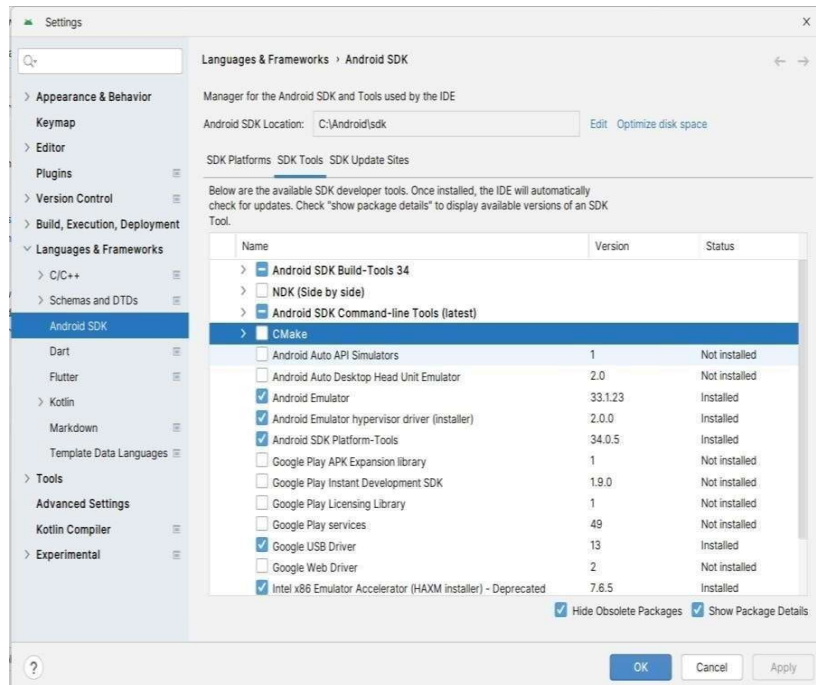 Settings
Languages & Frameworks › Android SDK
Appearance & Behavior
Keymap
Editor
Plugins
Version Control
Build, Execution, Deployment
Languages & Frameworks
C/C++
Schemas and DTDs
Android SDK
Dart
Flutter
Kotlin
Markdown
Template Data Languages
Tools
Advanced Settings
Kotlin Compiler
Experimental
Manager for the Android SDK and Tools used by the IDE
Android SDK Location: C:\Android\sdk Edit Optimize disk space
SDK Platforms SDK Tools SDK Update Sites
Below are the available SDK developer tools. Once installed, the IDE will automatically
check for updates. Check "show package details" to display available versions of an SDK
Tool.
Name Version Status
Android SDK Build-Tools 34
NDK (Side by side)
Android SDK Command-line Tools (latest)
CMake
Android Auto API Simulators 1 Not installed
Android Auto Desktop Head Unit Emulator 2.0 Not installed
Android Emulator 33.1.23 Installed
Android Emulator hypervisor driver (installer) 2.0.0 Installed
Android SDK Platform-Tools 34.0.5 Installed
Google Play APK Expansion library 1 Not installed
Google Play Instant Development SDK 1.9.0 Not installed
Google Play Licensing Library 1 Not installed
Google Play services 49 Not installed
Google USB Driver 13 Installed
Google Web Driver 2 Not installed
Intel x86 Emulator Accelerator (HAXM installer) - Deprecated 7.6.5 Installed
Hide Obsolete Packages Show Package Details
? OK Cancel Apply